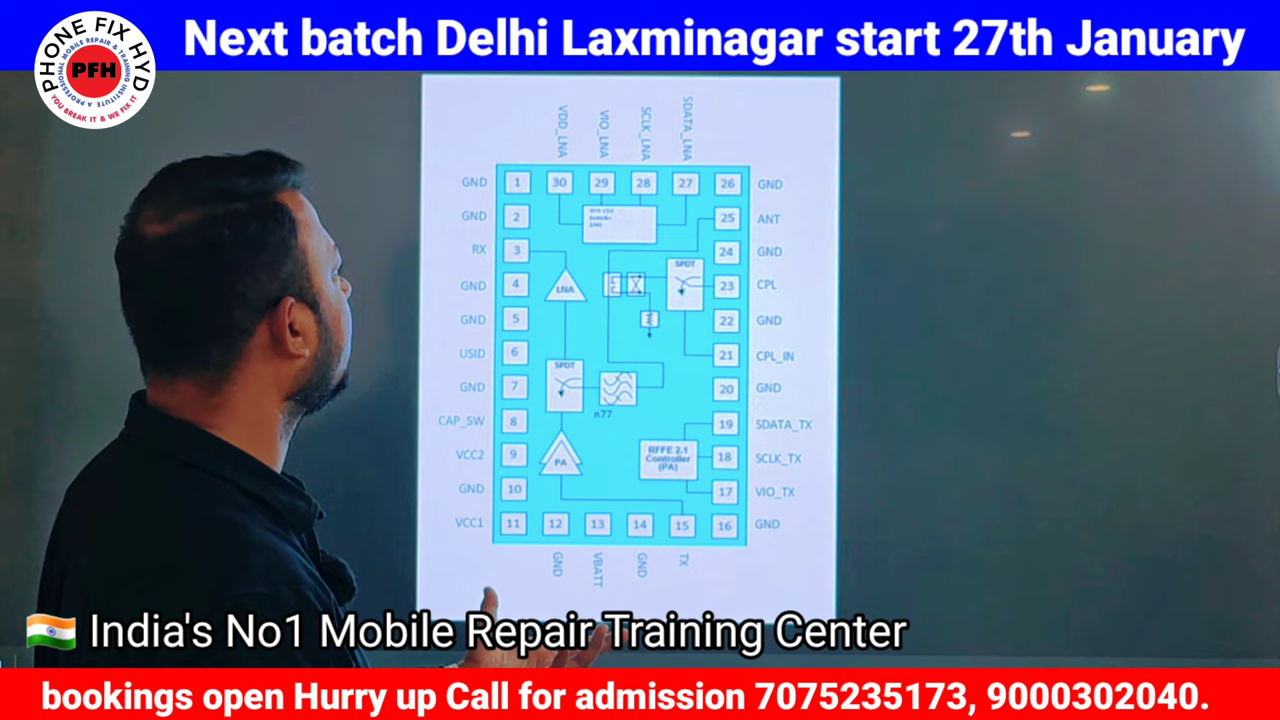 Next batch Delhi Laxminagar start 27th January
PHONE FIX HYD
A PROFESSIONAL MOBILE REPAIR & TRAINING INSTITUTE
PFH
YOU BREAK IT & WE FIX IT
VDD_LNA VIO_LNA SCLK_LNA SDATA_LNA
GND 1 30 29 28 27 26 GND
GND 2 25 ANT
RX 3 24 GND
SPDT
GND 4 LNA 23 CPL
GND 5 22 GND
USID 6 21 CPL_IN
SPDT
GND 7 20 GND
n77
CAP_SW 8 19 SDATA_TX
VCC2 9 PA RFFE 2.1 Controller (PA) 18 SCLK_TX
GND 10 17 VIO_TX
VCC1 11 12 13 14 15 16 GND
GND VBATT GND TX
India's No1 Mobile Repair Training Center
bookings open Hurry up Call for admission 7075235173, 9000302040.